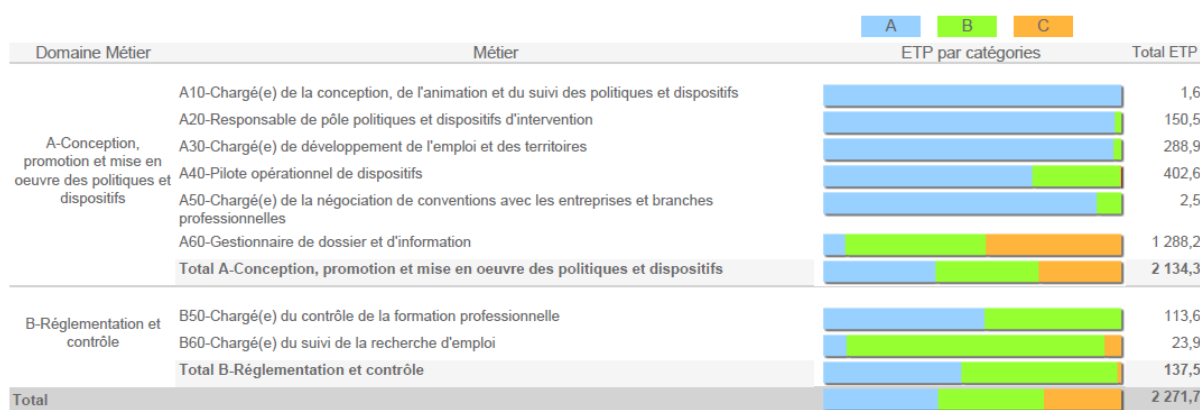 A B C
Domaine Métier Métier ETP par catégories Total ETP
A10-Chargé(e) de la conception, de l'animation et du suivi des politiques et dispositifs 1,6
A20-Responsable de pôle politiques et dispositifs d'intervention 150,5
A-Conception,
promotion et mise en
oeuvre des politiques et
dispositifs
A30-Chargé(e) de développement de l'emploi et des territoires 288,9
A40-Pilote opérationnel de dispositifs 402,6
A50-Chargé(e) de la négociation de conventions avec les entreprises et branches
professionnelles 2,5
A60-Gestionnaire de dossier et d'information 1 288,2
Total A-Conception, promotion et mise en oeuvre des politiques et dispositifs 2 134,3
B-Réglementation et
contrôle
B50-Chargé(e) du contrôle de la formation professionnelle 113,6
B60-Chargé(e) du suivi de la recherche d'emploi 23,9
Total B-Réglementation et contrôle 137,5
Total 2 271,7